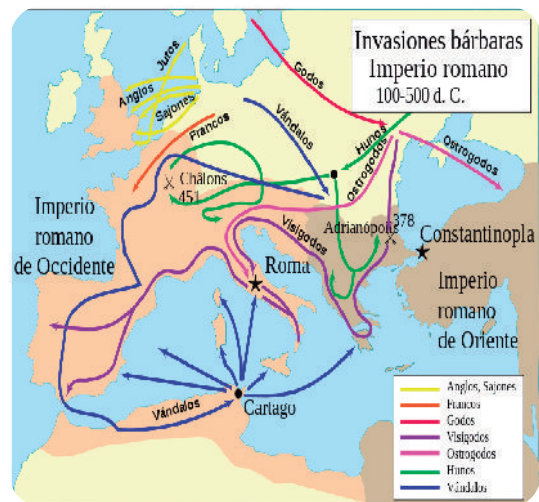 Invasiones bárbaras
Imperio romano
100-500 d. C.
Jutos
Anglos
Sajones
Godos
Francos
Vándalos
Hunos
Ostrogodos
Ostrogodos
Châlons
451
Imperio
romano
de Occidente
Visigodos
Adrianópolis
378
Constantinopla
Roma
Imperio
romano
de Oriente
Vándalos
Cartago
Anglos, Sajones
Francos
Godos
Visigodos
Ostrogodos
Hunos
Vándalos